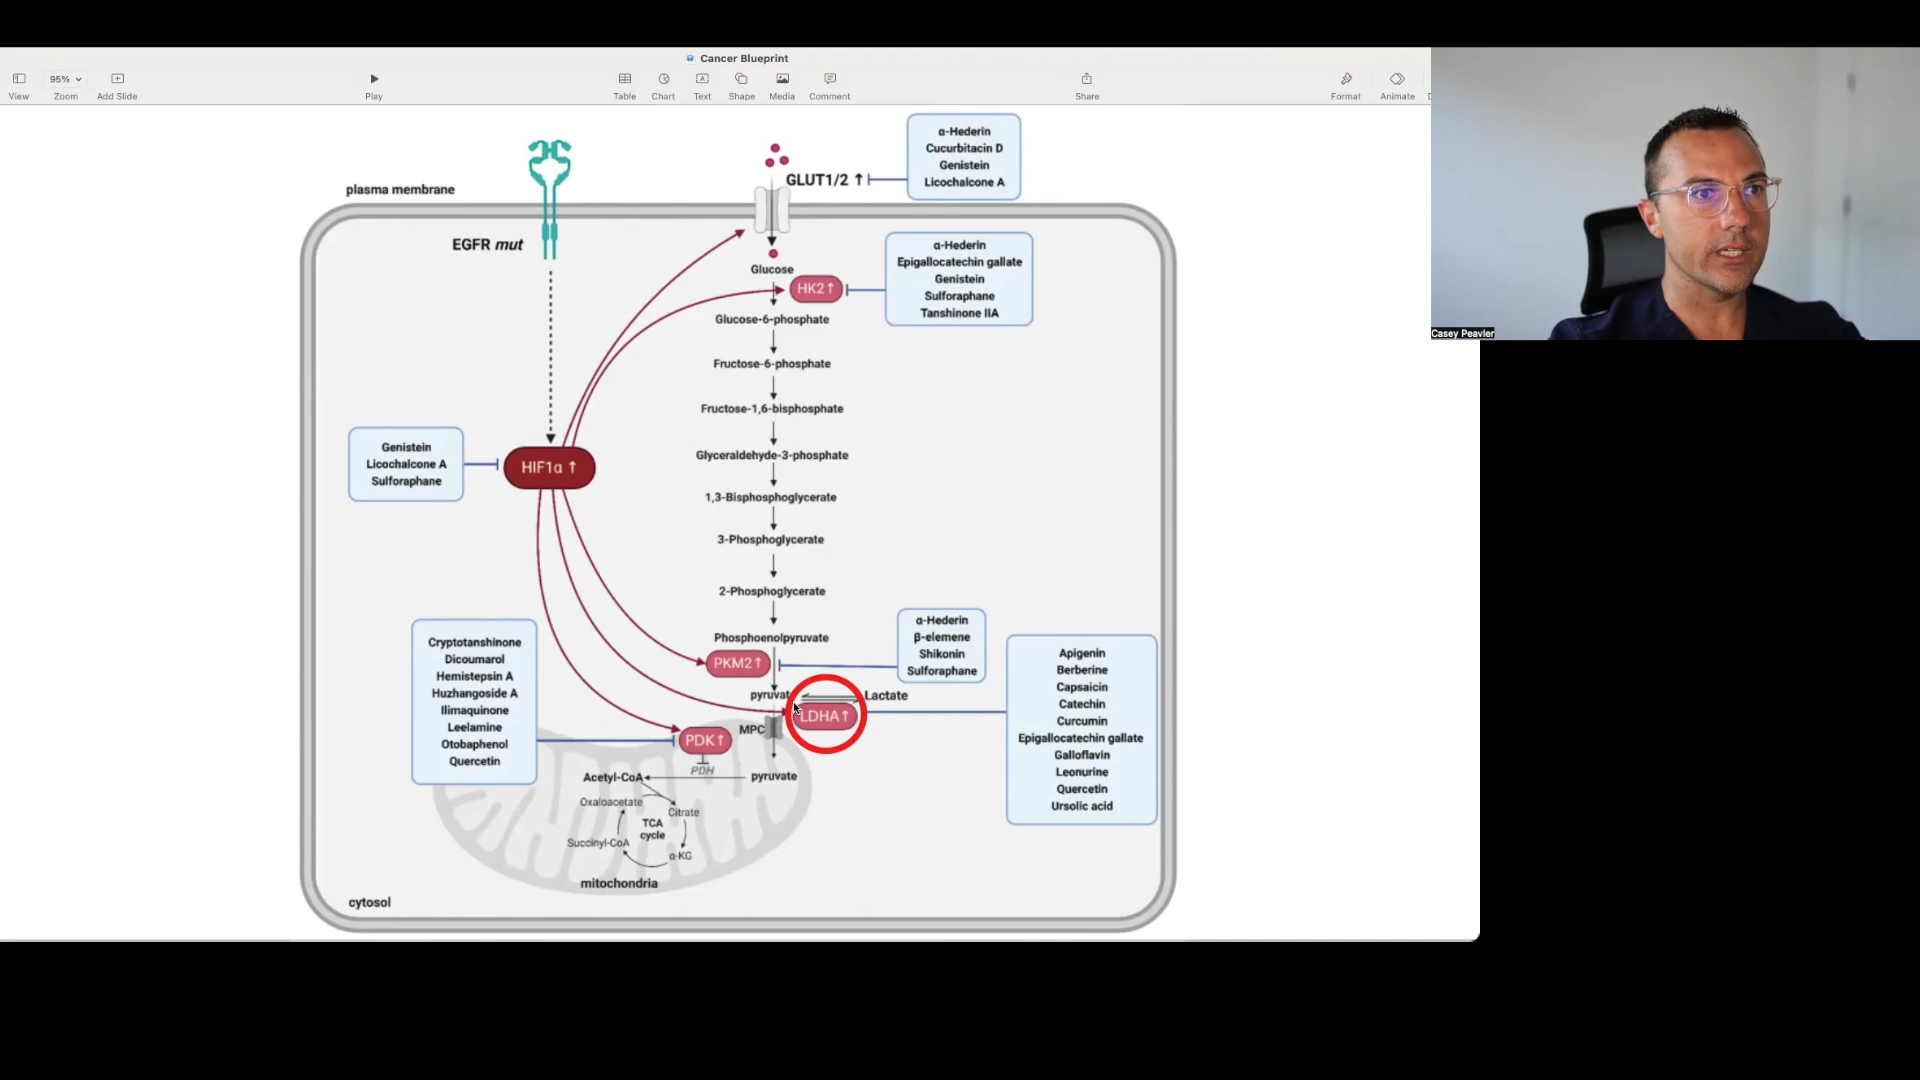 Cancer Blueprint
View
95%
Zoom
Add Slide
Play
Table
Chart
Text
Shape
Media
Comment
Share
Format
Animate
Casey Peavler
plasma membrane
EGFR mut
GLUT1/2 ↑
α-Hederin
Cucurbitacin D
Genistein
Licochalcone A
Glucose
HK2↑
α-Hederin
Epigallocatechin gallate
Genistein
Sulforaphane
Tanshinone IIA
Glucose-6-phosphate
Fructose-6-phosphate
Fructose-1,6-bisphosphate
Glyceraldehyde-3-phosphate
1,3-Bisphosphoglycerate
3-Phosphoglycerate
2-Phosphoglycerate
Phosphoenolpyruvate
Genistein
Licochalcone A
Sulforaphane
HIF1α ↑
PKM2↑
α-Hederin
β-elemene
Shikonin
Sulforaphane
pyruvat
Lactate
LDHA↑
Apigenin
Berberine
Capsaicin
Catechin
Curcumin
Epigallocatechin gallate
Galloflavin
Leonurine
Quercetin
Ursolic acid
Cryptotanshinone
Dicoumarol
Hemistepsin A
Huzhangoside A
Ilimaquinone
Leelamine
Otobaphenol
Quercetin
PDK↑
MPC
PDH
Acetyl-CoA
pyruvate
Oxaloacetate
Citrate
TCA
cycle
Succinyl-CoA
α-KG
mitochondria
cytosol